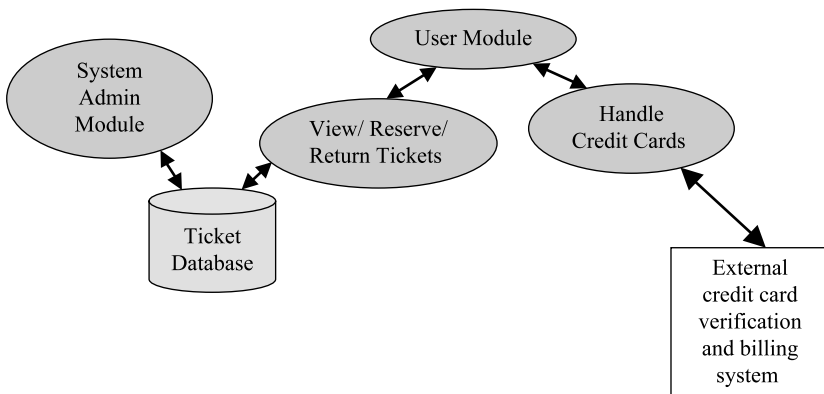 System
Admin
Module
User Module
View/ Reserve/
Return Tickets
Handle
Credit Cards
Ticket
Database
External
credit card
verification
and billing
system